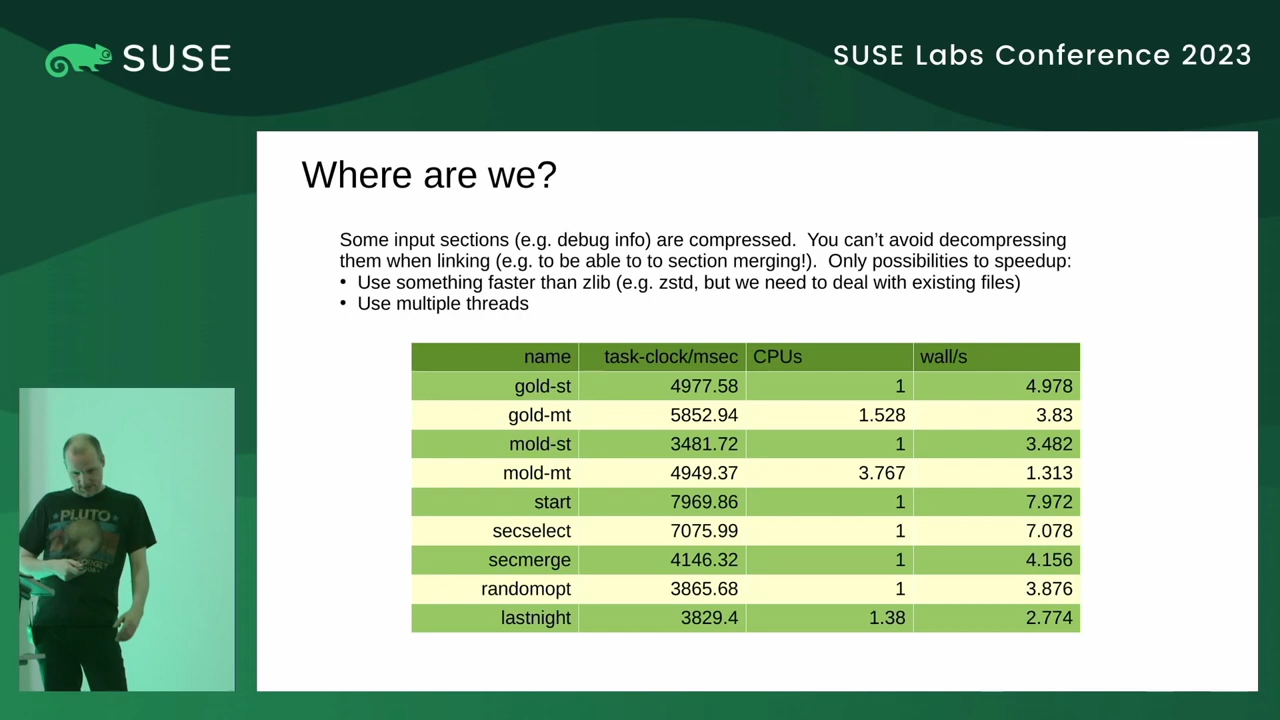 SUSE
SUSE Labs Conference 2023
Where are we?
Some input sections (e.g. debug info) are compressed.  You can’t avoid decompressing
them when linking (e.g. to be able to to section merging!).  Only possibilities to speedup:
• Use something faster than zlib (e.g. zstd, but we need to deal with existing files)
• Use multiple threads
name task-clock/msec CPUs wall/s
gold-st 4977.58 1 4.978
gold-mt 5852.94 1.528 3.83
mold-st 3481.72 1 3.482
mold-mt 4949.37 3.767 1.313
start 7969.86 1 7.972
secselect 7075.99 1 7.078
secmerge 4146.32 1 4.156
randomopt 3865.68 1 3.876
lastnight 3829.4 1.38 2.774
PLUTO